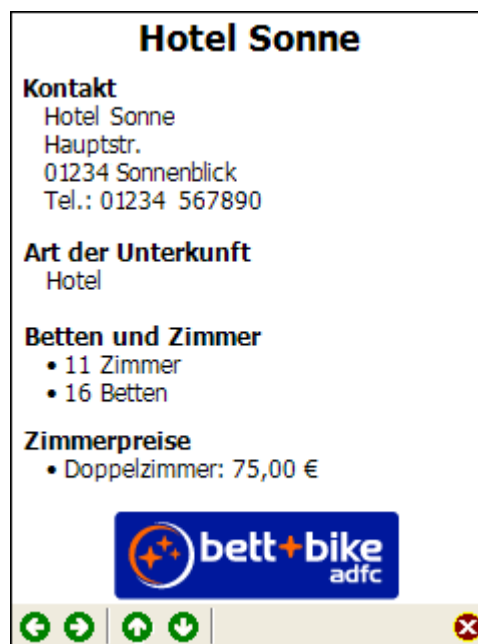 Hotel Sonne
Kontakt
Hotel Sonne
Hauptstr.
01234 Sonnenblick
Tel.: 01234 567890
Art der Unterkunft
Hotel
Betten und Zimmer
• 11 Zimmer
• 16 Betten
Zimmerpreise
• Doppelzimmer: 75,00 €
bett+bike
adfc